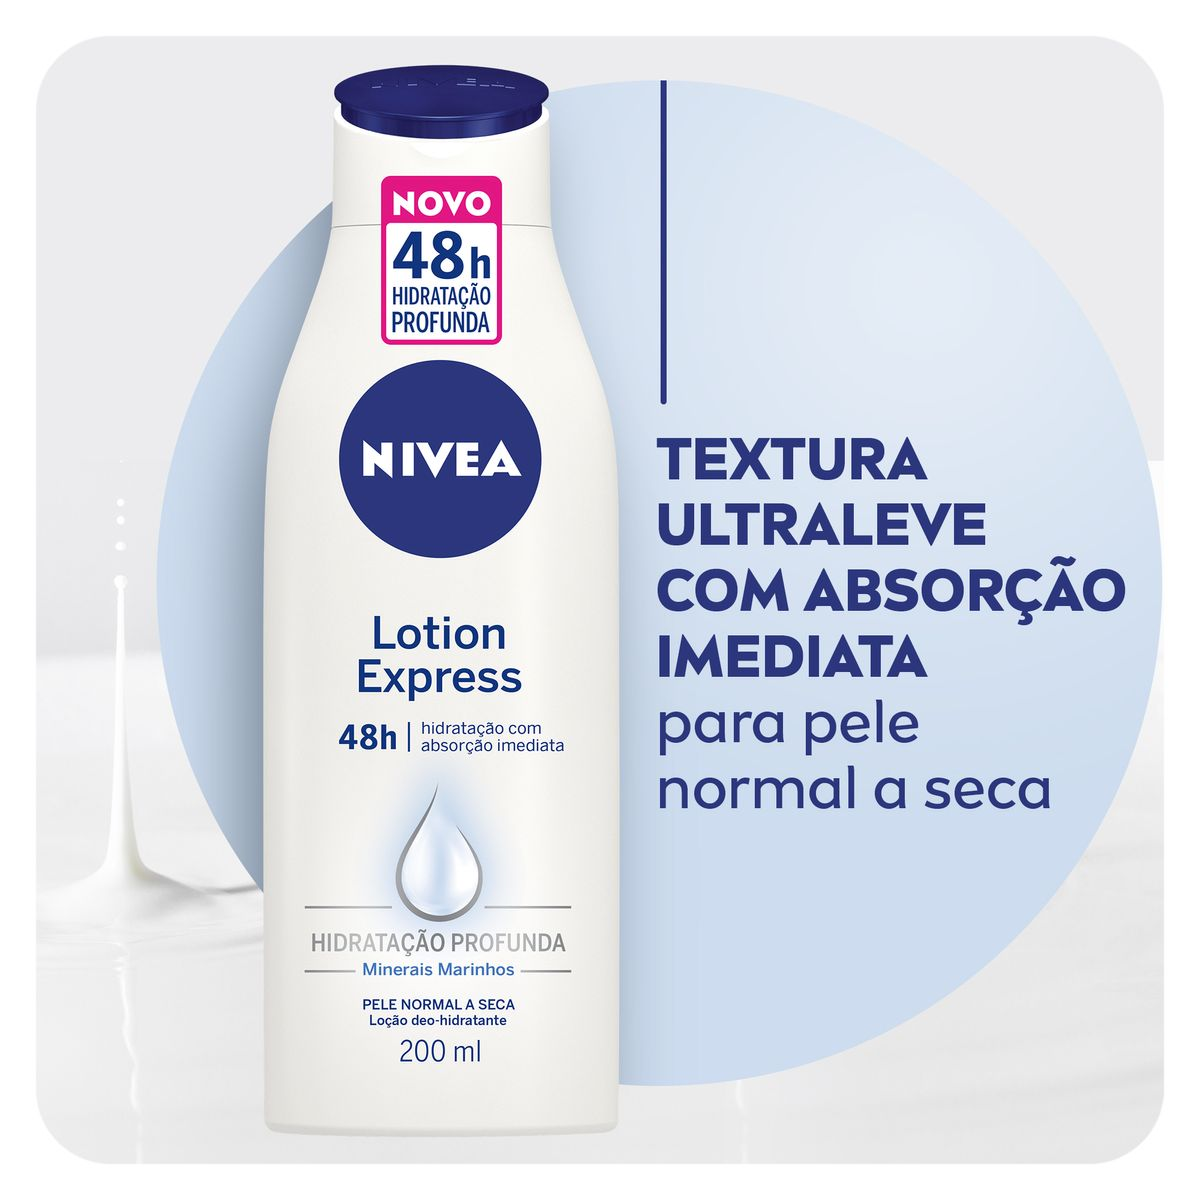 NOVO
48h
HIDRATAÇÃO
PROFUNDA
NIVEA
Lotion
Express
48h
hidratação com
absorção imediata
HIDRATAÇÃO PROFUNDA
Minerais Marinhos
PELE NORMAL A SECA
Loção deo-hidratante
200 ml
TEXTURA
ULTRALEVE
COM ABSORÇÃO
IMEDIATA
para pele
normal a seca